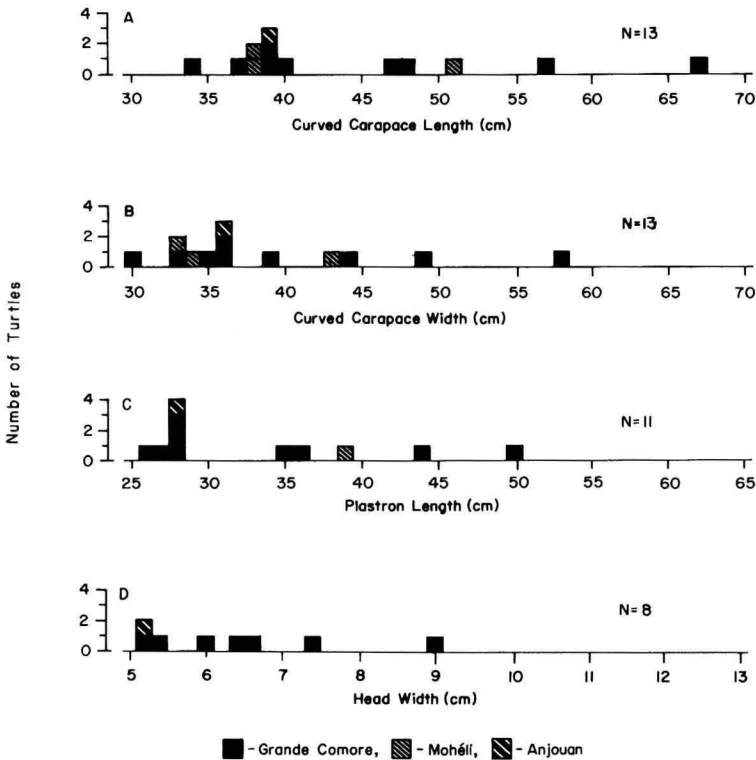 A
N=13
4
2
0
30 35 40 45 50 55 60 65 70
Curved Carapace Length (cm)
B
N=13
4
2
0
30 35 40 45 50 55 60 65 70
Curved Carapace Width (cm)
Number of Turtles
C
N=11
4
2
0
25 30 35 40 45 50 55 60 65
Plastron Length (cm)
D
N=8
4
2
0
5 6 7 8 9 10 11 12 13
Head Width (cm)
- Grande Comore, - Mohéli, - Anjouan